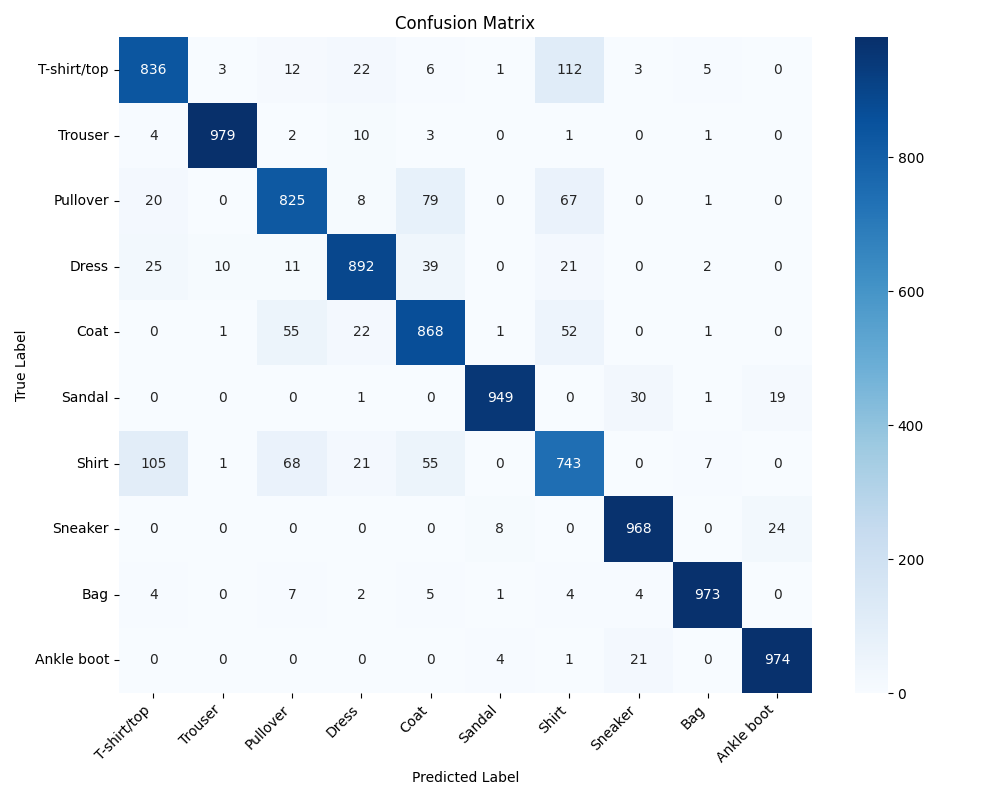 Confusion Matrix
True Label
T-shirt/top 836 3 12 22 6 1 112 3 5 0
Trouser 4 979 2 10 3 0 1 0 1 0
Pullover 20 0 825 8 79 0 67 0 1 0
Dress 25 10 11 892 39 0 21 0 2 0
Coat 0 1 55 22 868 1 52 0 1 0
Sandal 0 0 0 1 0 949 0 30 1 19
Shirt 105 1 68 21 55 0 743 0 7 0
Sneaker 0 0 0 0 0 8 0 968 0 24
Bag 4 0 7 2 5 1 4 4 973 0
Ankle boot 0 0 0 0 0 4 1 21 0 974
T-shirt/top Trouser Pullover Dress Coat Sandal Shirt Sneaker Bag Ankle boot
Predicted Label
800
600
400
200
0